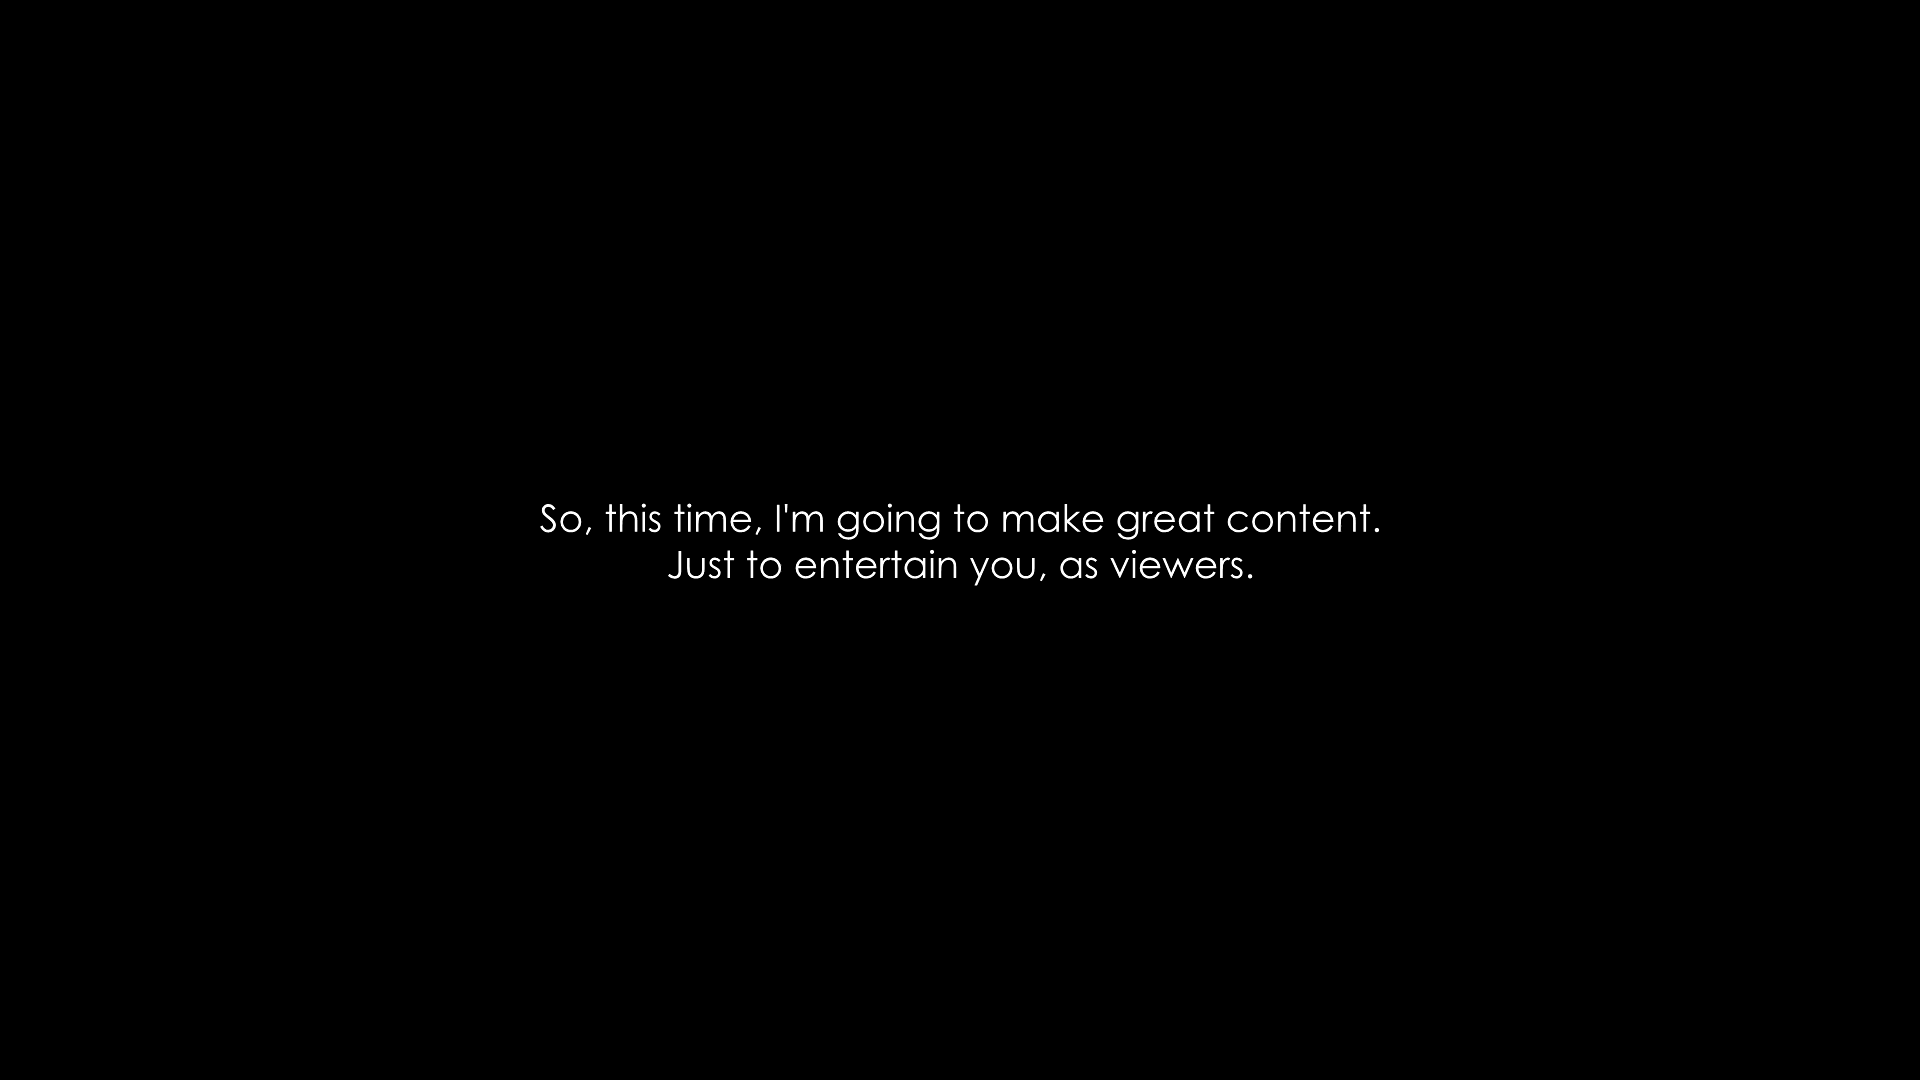 So, this time, I'm going to make great content.
Just to entertain you, as viewers.